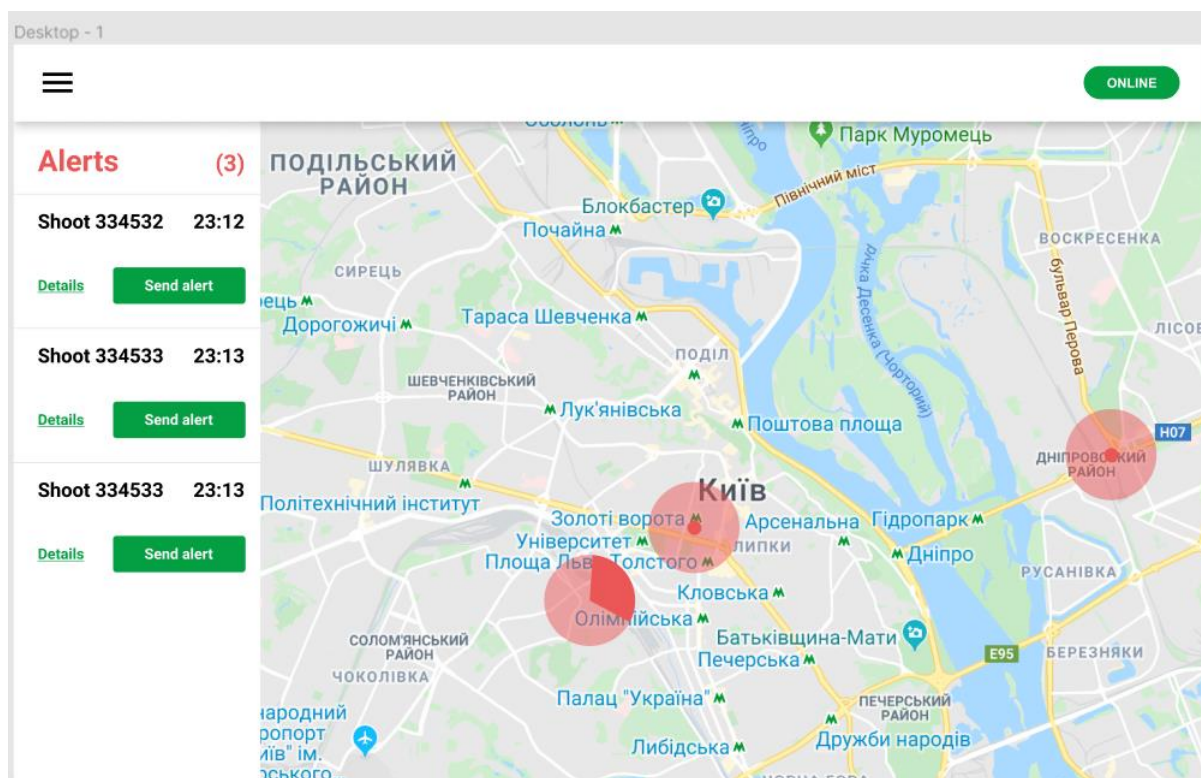 Desktop - 1
ONLINE
Alerts (3)
Shoot 334532 23:12
Details Send alert
Shoot 334533 23:13
Details Send alert
Shoot 334533 23:13
Details Send alert
Парк Муромець
ПОДІЛЬСЬКИЙ
РАЙОН
Північний міст
Блокбастер
Почайна
ВОСКРЕСЕНКА
СИРЕЦЬ
бульвар Перова
річка Десенка (Чорторий)
Дорогожичі
Тараса Шевченка
ПОДІЛ
ШЕВЧЕНКІВСЬКИЙ
РАЙОН
Лук'янівська
Поштова площа
H07
ДНІПРОВСЬКИЙ
РАЙОН
ШУЛЯВКА
Політехнічний інститут
Київ
Золоті ворота
Арсенальна
Гідропарк
Університет
ЛИПКИ
Площа Льва Толстого
Дніпро
РУСАНІВКА
Кловська
Олімпійська
СОЛОМ'ЯНСЬКИЙ
РАЙОН
Батьківщина-Мати
Печерська
E95
БЕРЕЗНЯКИ
ЧОКОЛІВКА
Палац "Україна"
ПЕЧЕРСЬКИЙ
РАЙОН
Либідська
Дружби народів